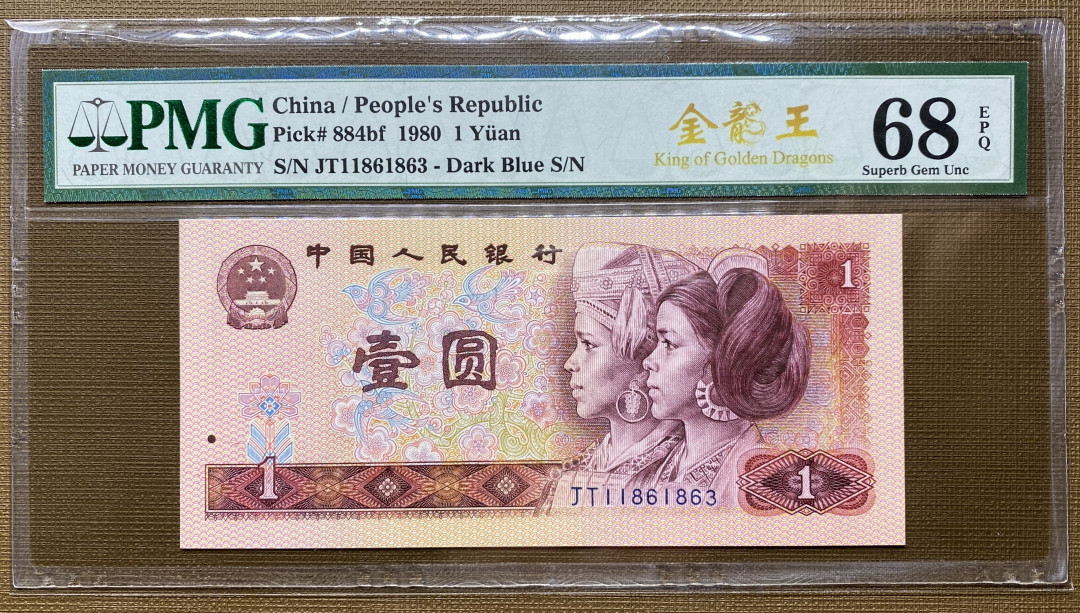 PMG
PAPER MONEY GUARANTY
China / People's Republic
Pick# 884bf 1980 1 Yüan
S/N JT11861863 - Dark Blue S/N
金龍王
King of Golden Dragons
68
EPQ
Superb Gem Unc
中国人民银行
1
壹圆
1
JT11861863
1